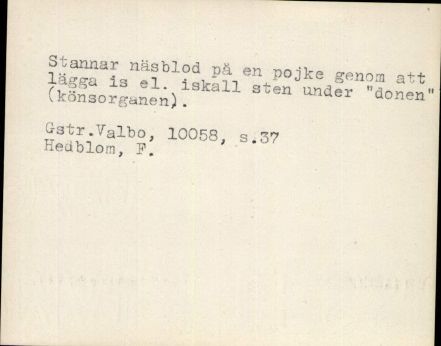 Stannar näsblod på en pojke genom att
lägga is el. iskall sten under "donen"
(könsorganen).
Gstr.Valbo, 10058, s.37
Hedblom, F.